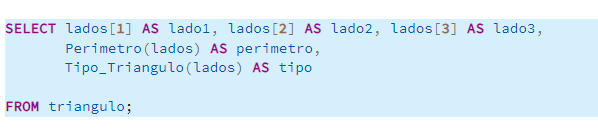 SELECT lados[1] AS lado1, lados[2] AS lado2, lados[3] AS lado3,
Perimetro(lados) AS perimetro,
Tipo_Triangulo(lados) AS tipo
FROM triangulo;